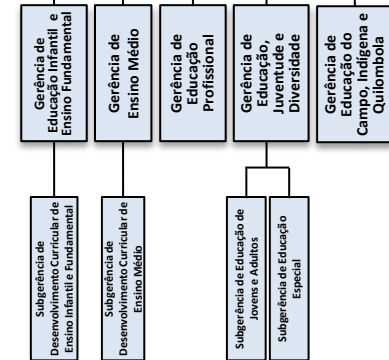 Gerência de
Educação Infantil e
Ensino Fundamental
Gerência de
Ensino Médio
Gerência de
Educação
Profissional
Gerência de
Educação,
Juventude e
Diversidade
Gerência de
Educação do
Campo, Indígena e
Quilombola
Subgerência de
Desenvolvimento Curricular de
Ensino Infantil e Fundamental
Subgerência de
Desenvolvimento Curricular de
Ensino Médio
Subgerência de Educação de
Jovens e Adultos
Subgerência de Educação
Especial